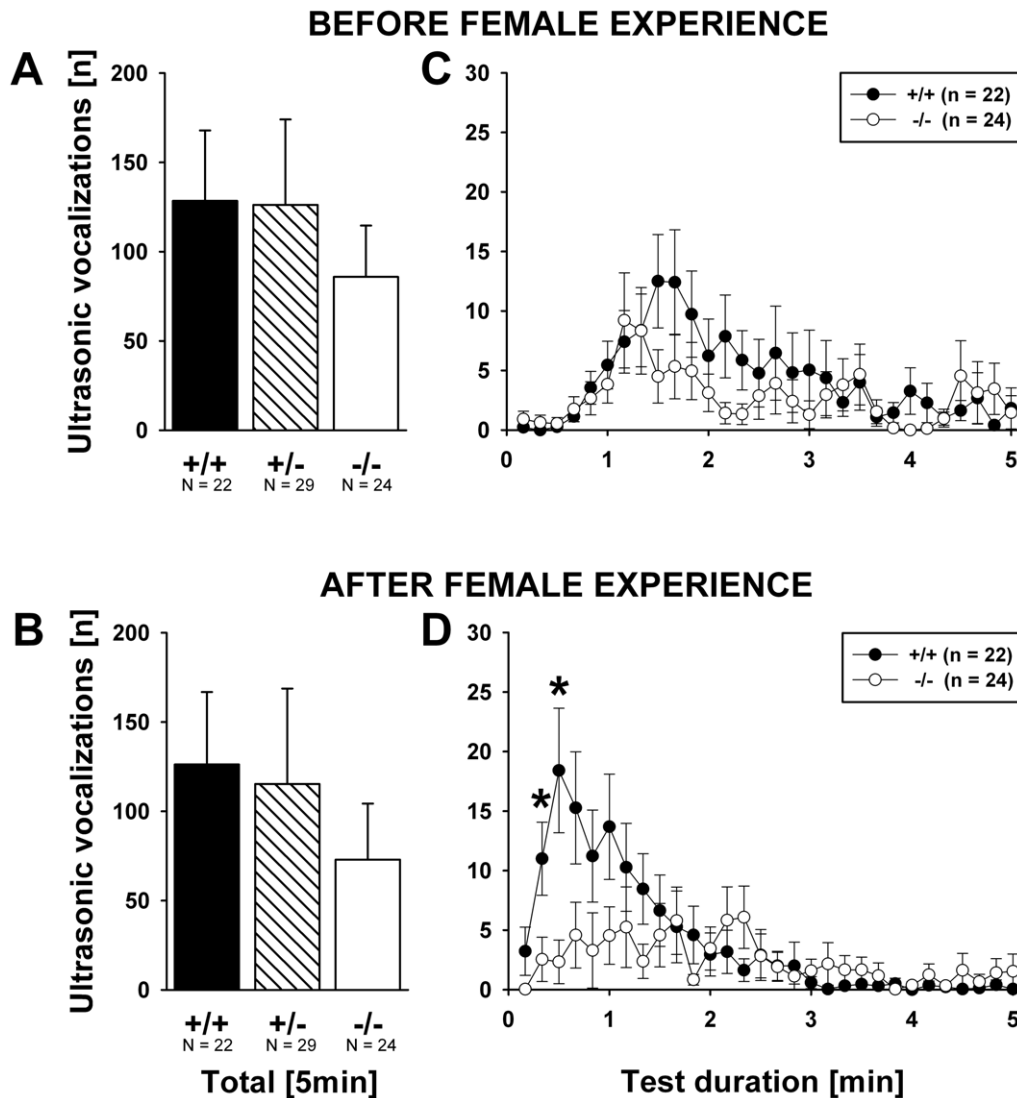 BEFORE FEMALE EXPERIENCE
A
Ultrasonic vocalizations [n]
200
150
100
50
0
+/+ +/- -/-
N = 22 N = 29 N = 24
C
30
25
20
15
10
5
0
0 1 2 3 4 5
+/+ (n = 22)
-/- (n = 24)
AFTER FEMALE EXPERIENCE
B
Ultrasonic vocalizations [n]
200
150
100
50
0
+/+ +/- -/-
N = 22 N = 29 N = 24
Total [5min]
D
30
25
20
15
10
5
0
* *
0 1 2 3 4 5
Test duration [min]
+/+ (n = 22)
-/- (n = 24)